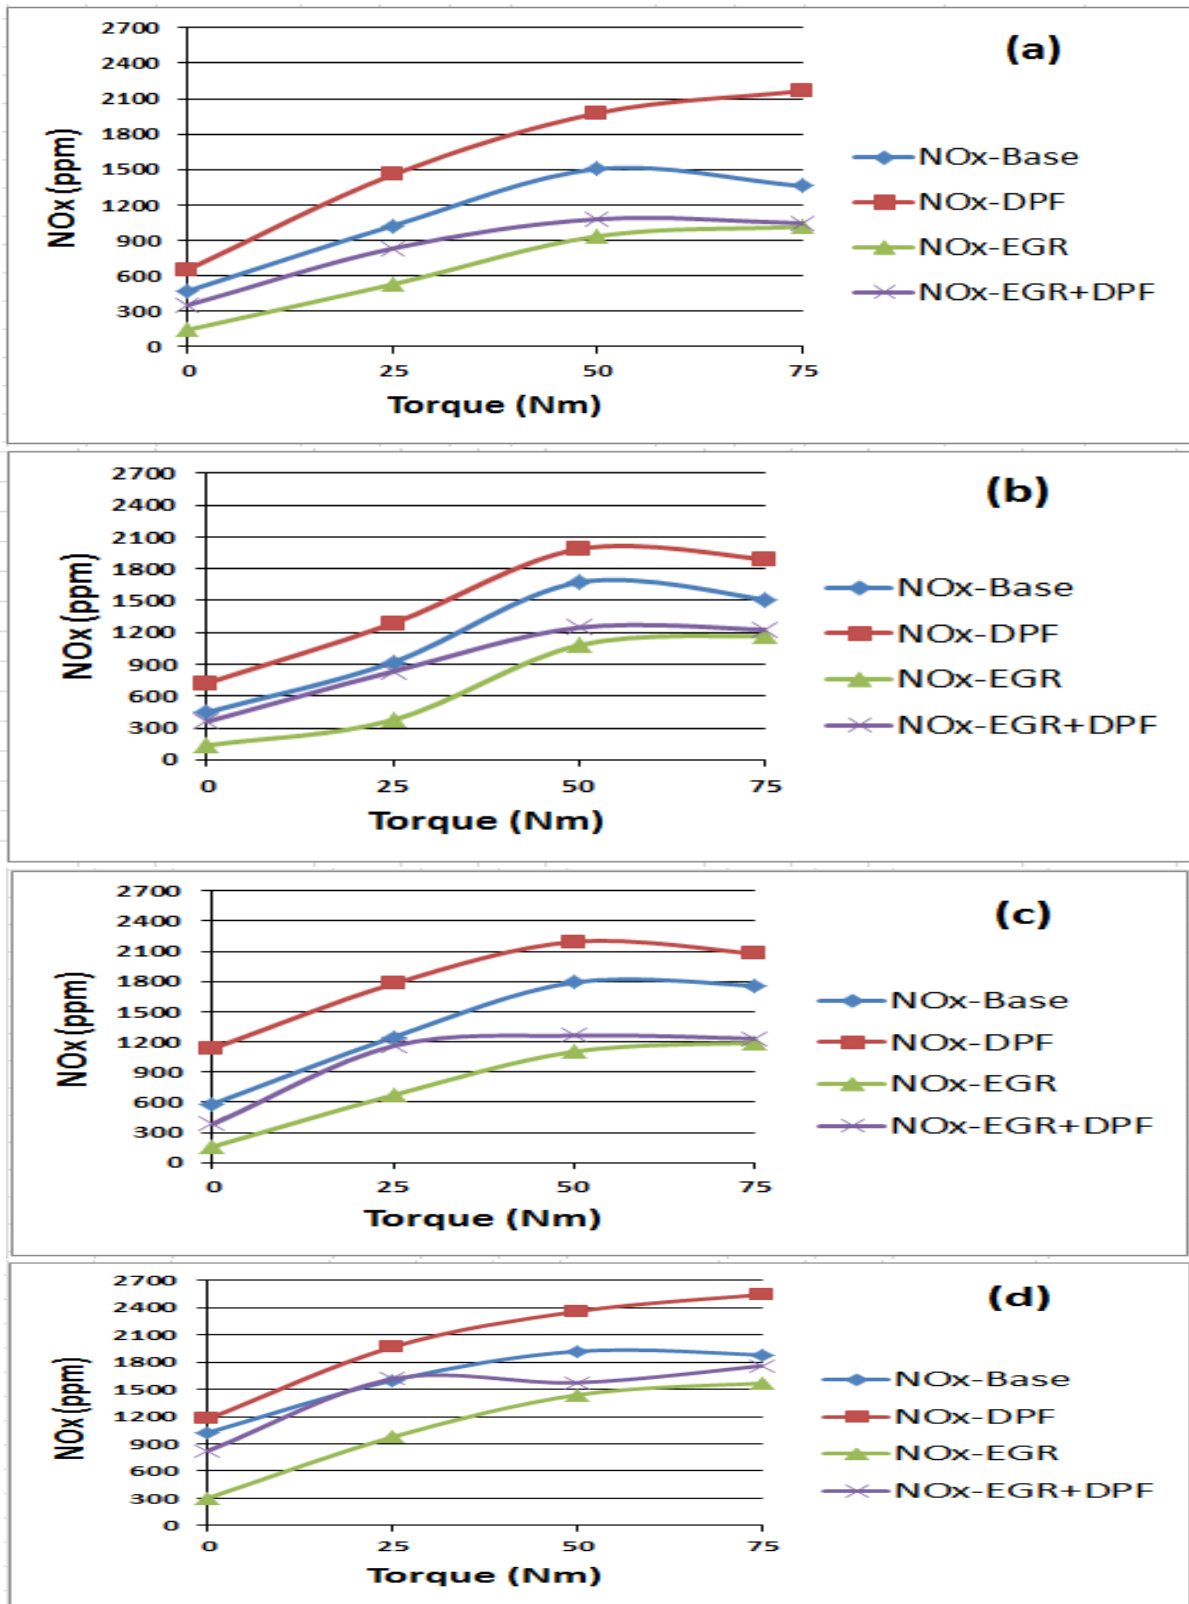 2700
2400
2100
1800
1500
1200
900
600
300
0
NOx (ppm)
0 25 50 75
Torque (Nm)
(a)
NOx-Base
NOx-DPF
NOx-EGR
NOx-EGR+DPF
2700
2400
2100
1800
1500
1200
900
600
300
0
NOx (ppm)
0 25 50 75
Torque (Nm)
(b)
NOx-Base
NOx-DPF
NOx-EGR
NOx-EGR+DPF
2700
2400
2100
1800
1500
1200
900
600
300
0
NOx (ppm)
0 25 50 75
Torque (Nm)
(c)
NOx-Base
NOx-DPF
NOx-EGR
NOx-EGR+DPF
2700
2400
2100
1800
1500
1200
900
600
300
0
NOx (ppm)
0 25 50 75
Torque (Nm)
(d)
NOx-Base
NOx-DPF
NOx-EGR
NOx-EGR+DPF